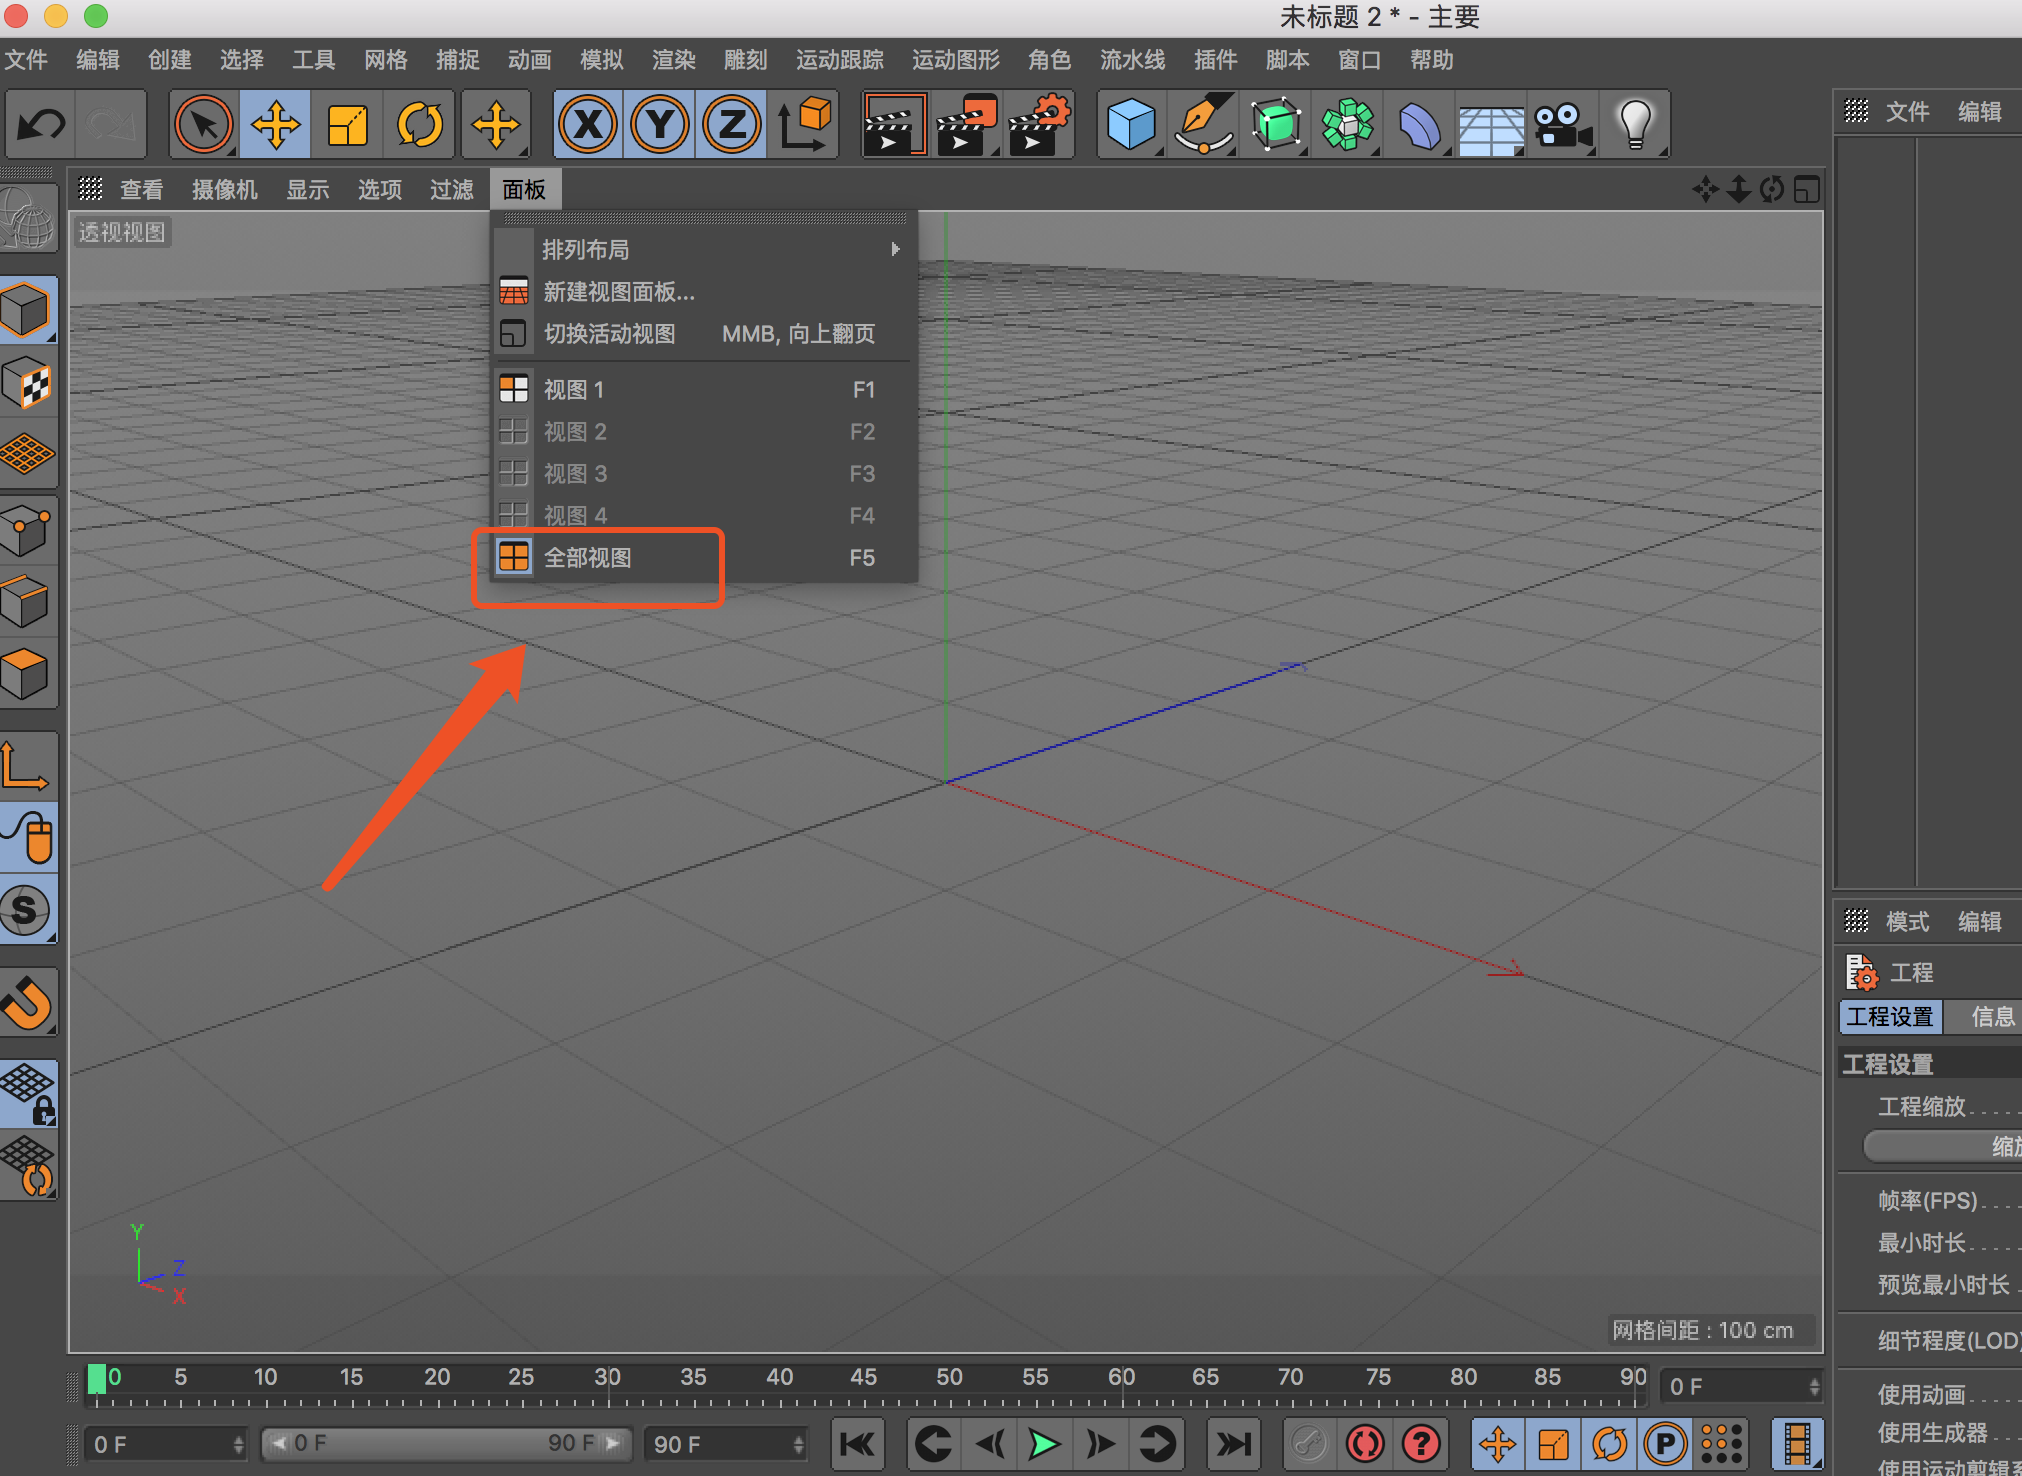 未标题 2 * - 主要
文件 编辑 创建 选择 工具 网格 捕捉 动画 模拟 渲染 雕刻 运动跟踪 运动图形 角色 流水线 插件 脚本 窗口 帮助
X Y Z
文件 编辑
查看 摄像机 显示 选项 过滤 面板
透视视图
排列布局
新建视图面板...
切换活动视图 MMB, 向上翻页
视图 1 F1
视图 2 F2
视图 3 F3
视图 4 F4
全部视图 F5
S
模式 编辑
工程
工程设置 信息
工程设置
工程缩放
缩放
帧率(FPS)
最小时长
预览最小时长
细节程度(LOD)
使用动画
使用生成器
使用运动剪辑系
Y
Z
X
网格间距 : 100 cm
0 5 10 15 20 25 30 35 40 45 50 55 60 65 70 75 80 85 90 0 F
0 F 0 F 90 F 90 F ? P